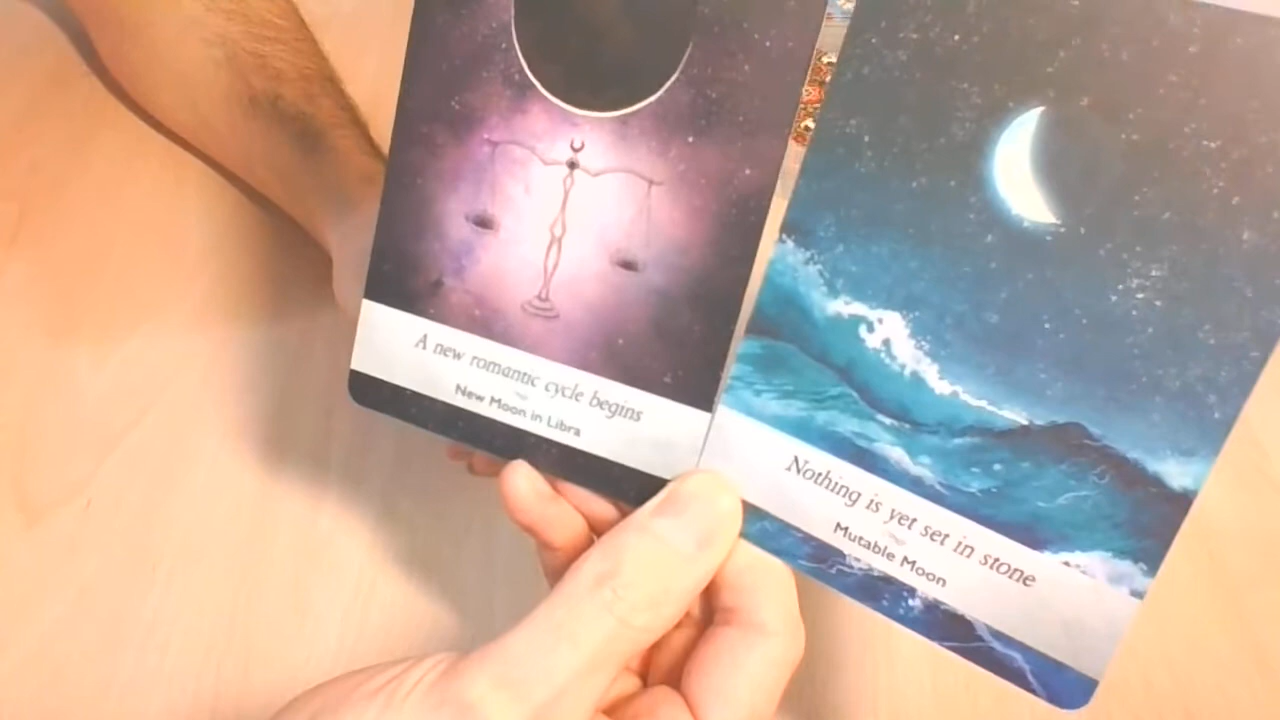 A new romantic cycle begins
New Moon in Libra
Nothing is yet set in stone
Mutable Moon